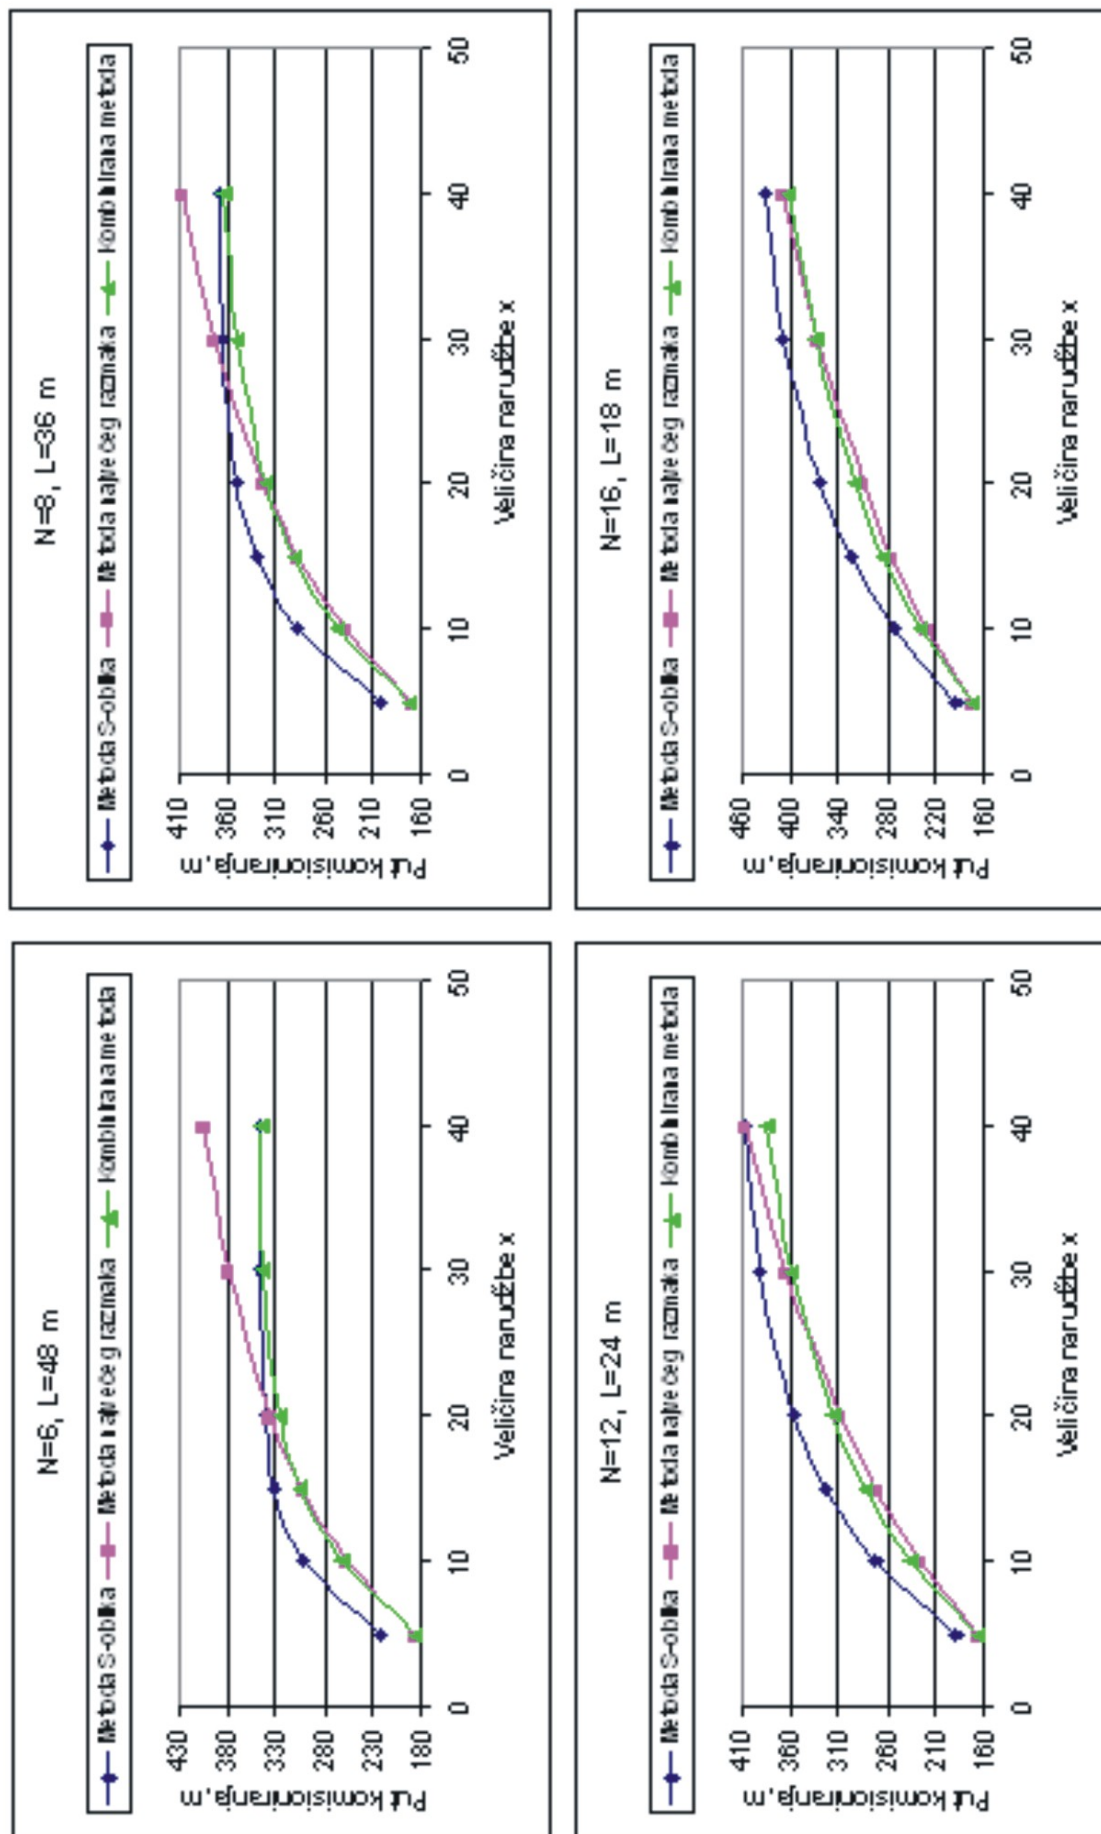 N=6, L=48 m
Metoda S-oblika Metoda najvećeg razmaka Kombinirana metoda
Put komisioniranja, m
430
380
330
280
230
180
0 10 20 30 40 50
Veličina narudžbe x
N=8, L=36 m
Metoda S-oblika Metoda najvećeg razmaka Kombinirana metoda
Put komisioniranja, m
410
360
310
260
210
160
0 10 20 30 40 50
Veličina narudžbe x
N=12, L=24 m
Metoda S-oblika Metoda najvećeg razmaka Kombinirana metoda
Put komisioniranja, m
410
360
310
260
210
160
0 10 20 30 40 50
Veličina narudžbe x
N=16, L=18 m
Metoda S-oblika Metoda najvećeg razmaka Kombinirana metoda
Put komisioniranja, m
460
400
340
280
220
160
0 10 20 30 40 50
Veličina narudžbe x